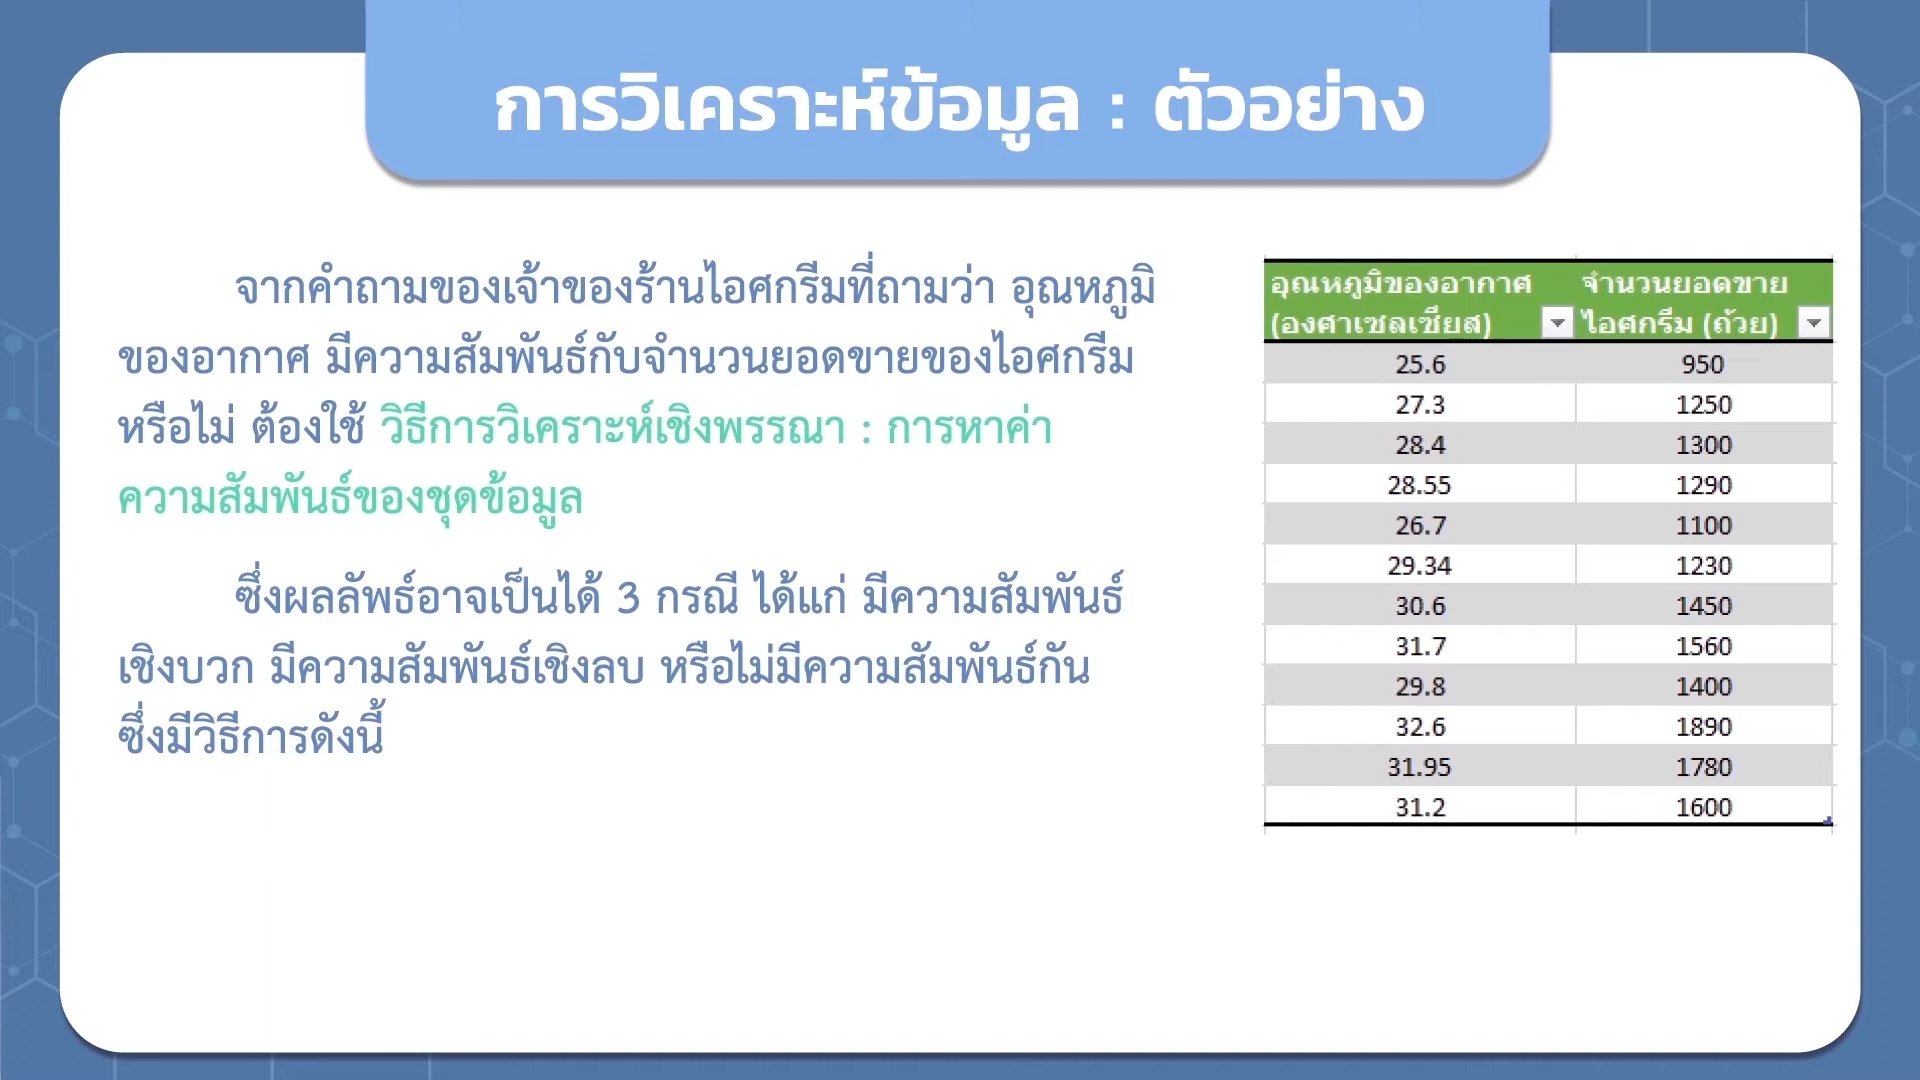 การวิเคราะห์ข้อมูล : ตัวอย่าง
จากคำถามของเจ้าของร้านไอศกรีมที่ถามว่า อุณหภูมิ
ของอากาศ มีความสัมพันธ์กับจำนวนยอดขายของไอศกรีม
หรือไม่ ต้องใช้ วิธีการวิเคราะห์เชิงพรรณา : การหาค่า
ความสัมพันธ์ของชุดข้อมูล
ซึ่งผลลัพธ์อาจเป็นได้ 3 กรณี ได้แก่ มีความสัมพันธ์
เชิงบวก มีความสัมพันธ์เชิงลบ หรือไม่มีความสัมพันธ์กัน
ซึ่งมีวิธีการดังนี้
อุณหภูมิของอากาศ จำนวนยอดขาย
(องศาเซลเซียส) ไอศกรีม (ถ้วย)
25.6 950
27.3 1250
28.4 1300
28.55 1290
26.7 1100
29.34 1230
30.6 1450
31.7 1560
29.8 1400
32.6 1890
31.95 1780
31.2 1600